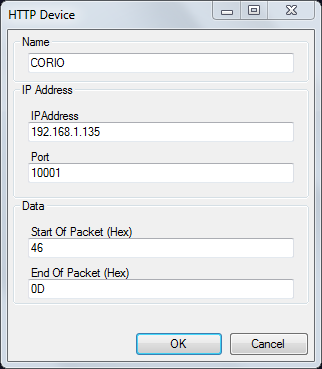 HTTP Device
Name
CORIO
IP Address
IPAddress
192.168.1.135
Port
10001
Data
Start Of Packet (Hex)
46
End Of Packet (Hex)
0D
OK
Cancel